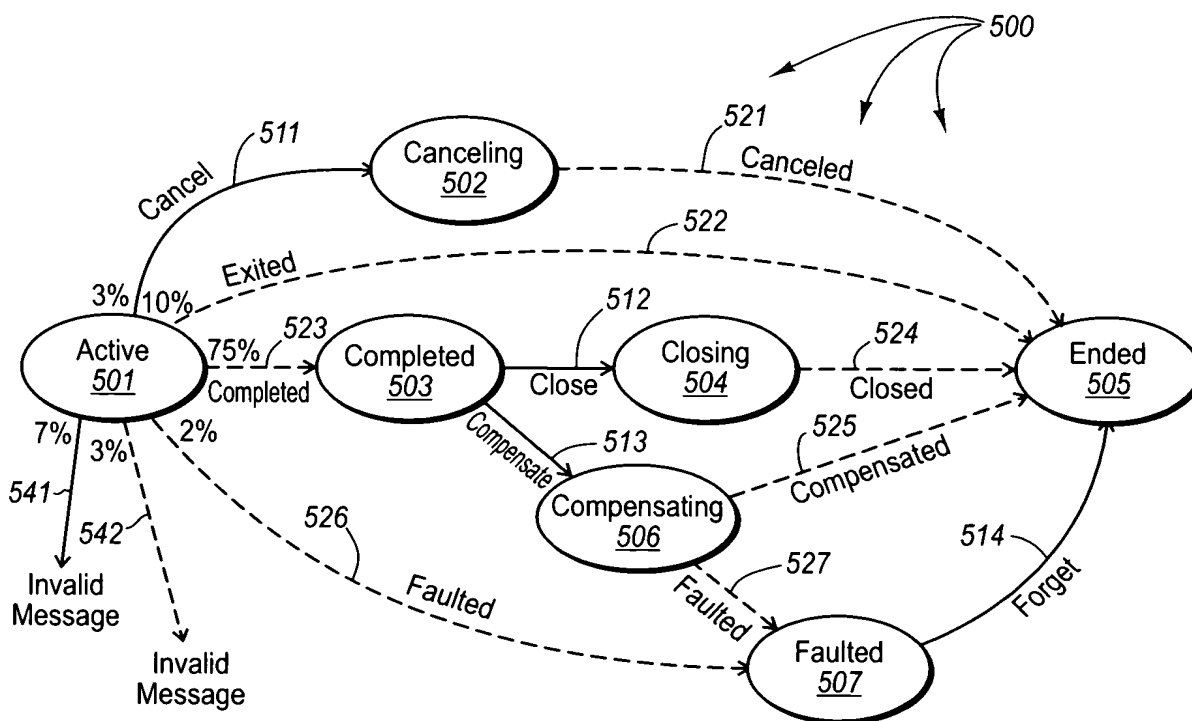 500
511
521
Canceling
502
Canceled
Cancel
522
Exited
3%
10%
512
523
524
Active
501
75%
Completed
Completed
503
Close
Closing
504
Closed
Ended
505
7%
3%
2%
Compensate
513
525
Compensated
541
542
526
Compensating
506
527
514
Invalid
Message
Faulted
Faulted
Forget
Invalid
Message
Faulted
507